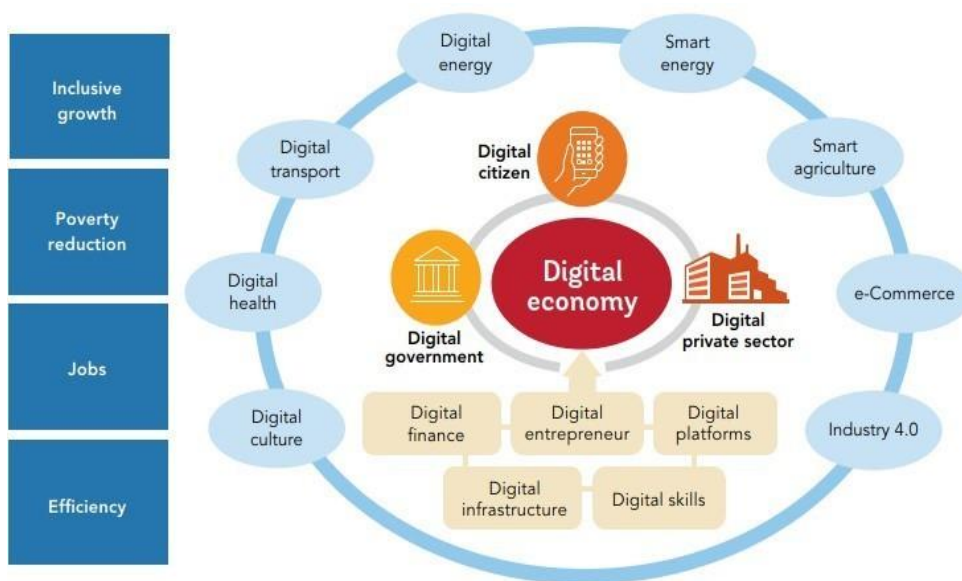 Inclusive
growth
Poverty
reduction
Jobs
Efficiency
Digital
energy
Smart
energy
Digital
transport
Smart
agriculture
Digital
health
e-Commerce
Digital
culture
Industry 4.0
Digital
citizen
Digital
government
Digital
economy
Digital
private sector
Digital
finance
Digital
entrepreneur
Digital
platforms
Digital
infrastructure
Digital skills